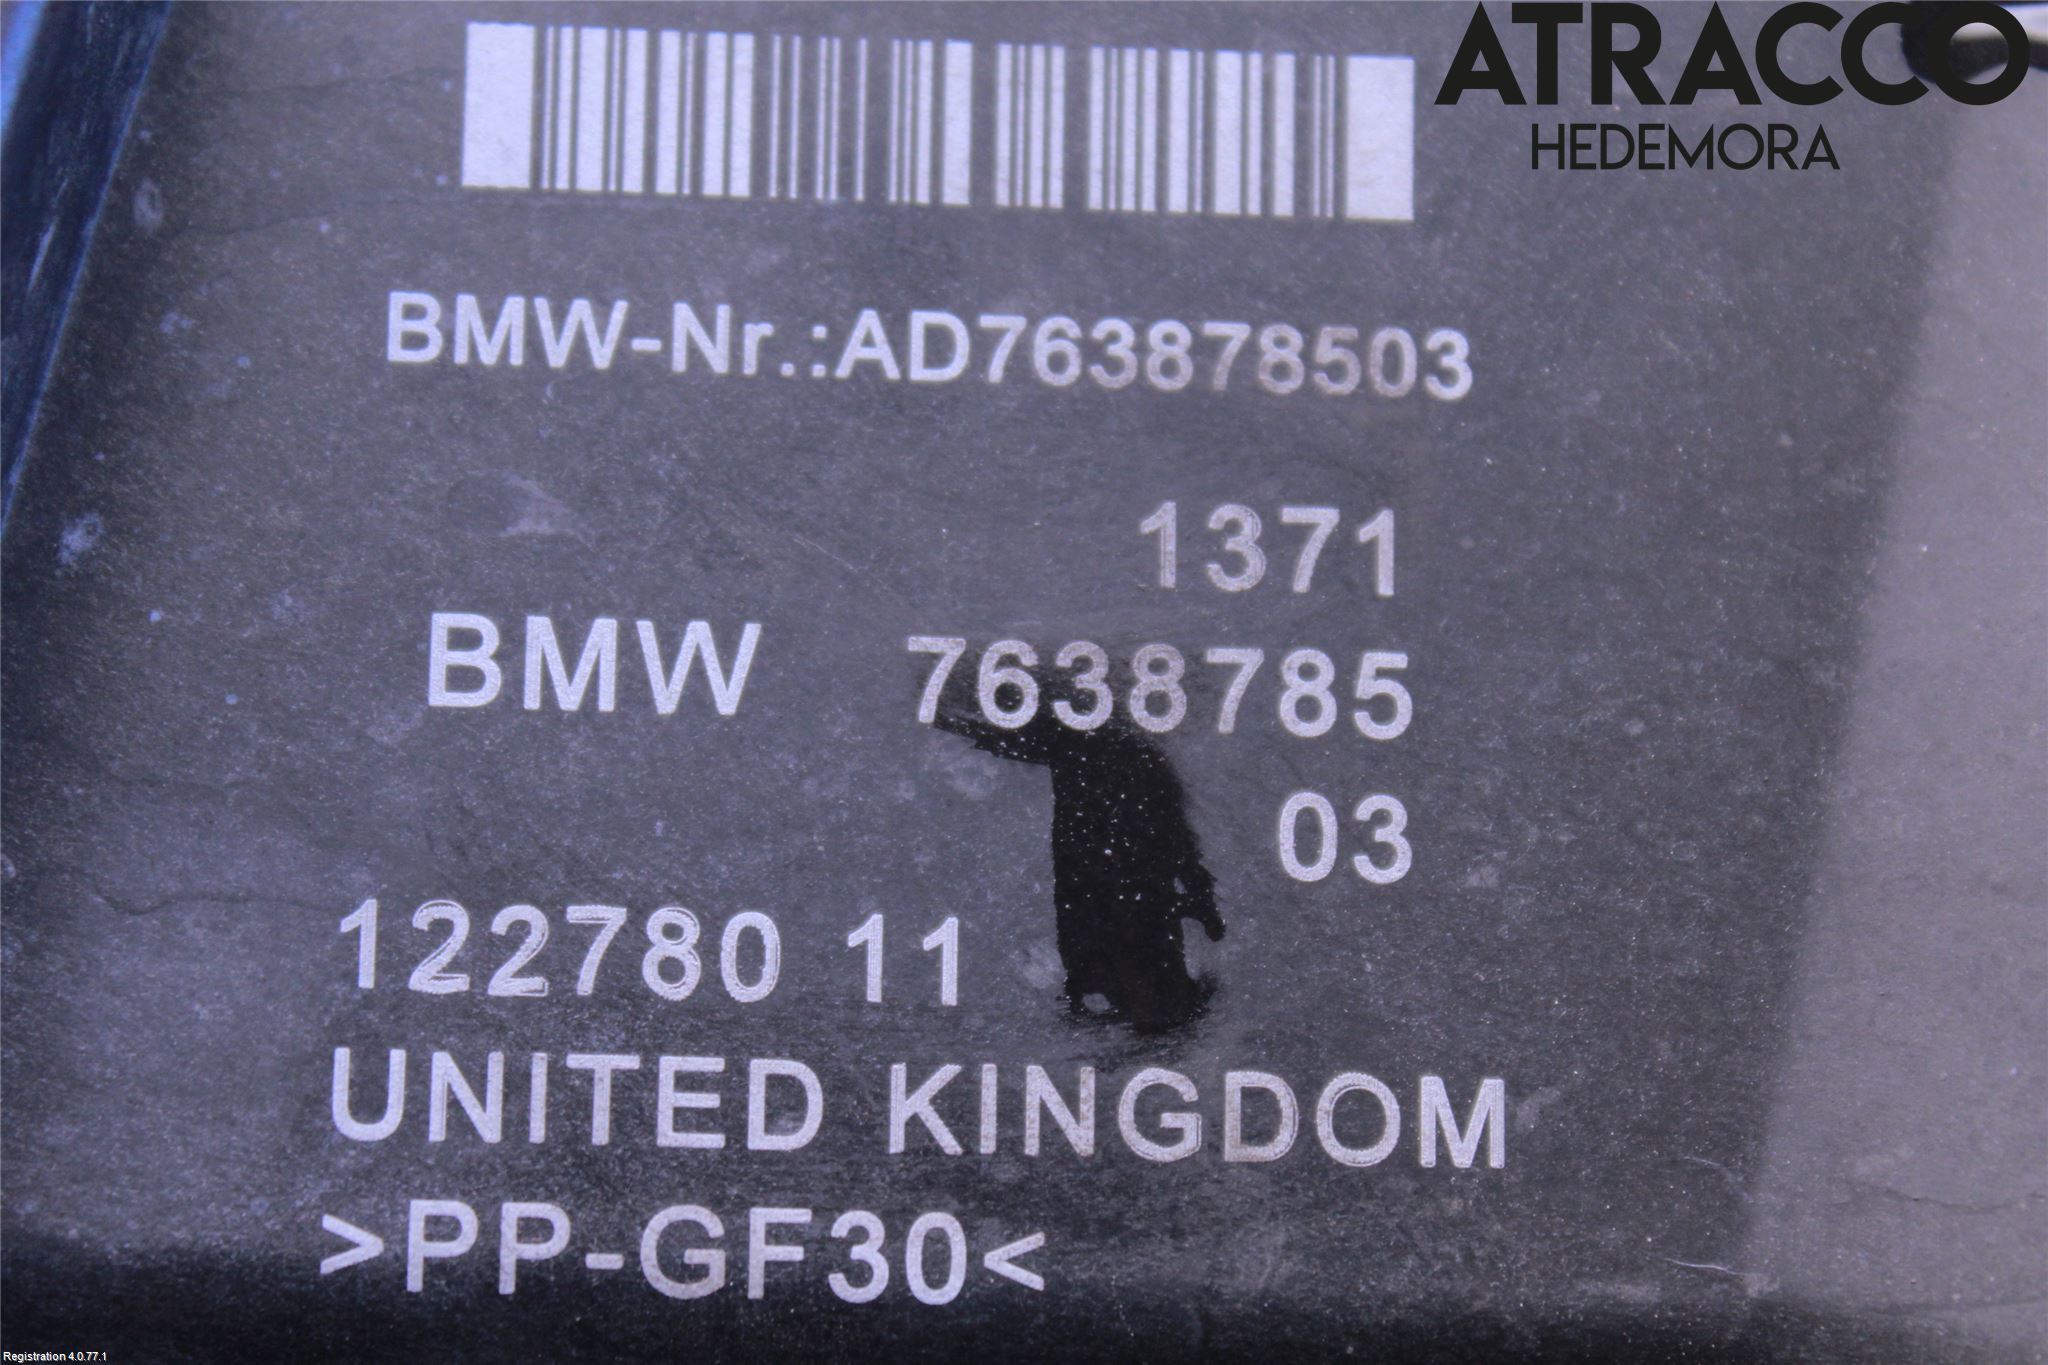 ATRACCO
HEDEMORA
BMW-Nr.:AD763878503
1371
BMW 7638785
03
122780 11
UNITED KINGDOM
>PP-GF30<
Registration 4.0.77.1